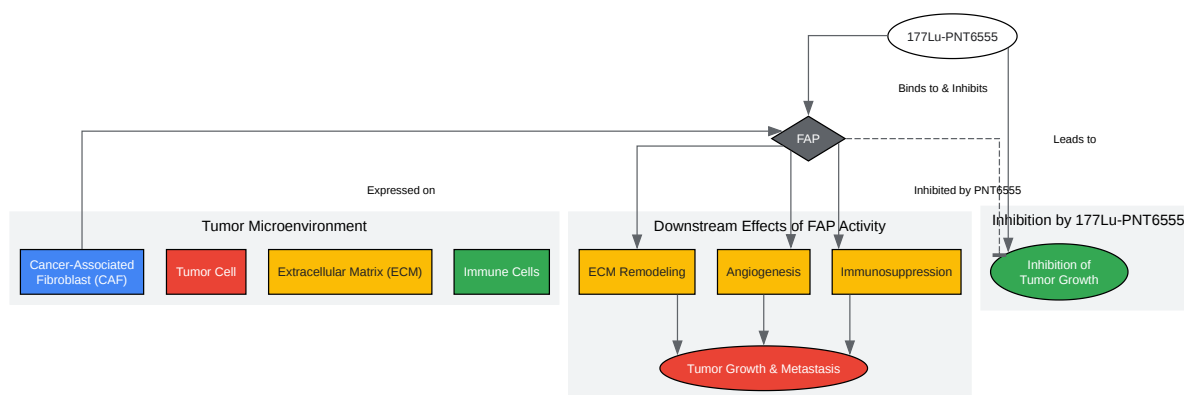 177Lu-PNT6555
Binds to & Inhibits
FAP
Leads to
Expressed on
Inhibited by PNT6555
Tumor Microenvironment
Downstream Effects of FAP Activity
Inhibition by 177Lu-PNT6555
Cancer-Associated
Fibroblast (CAF)
Tumor Cell
Extracellular Matrix (ECM)
Immune Cells
ECM Remodeling
Angiogenesis
Immunosuppression
Inhibition of
Tumor Growth
Tumor Growth & Metastasis